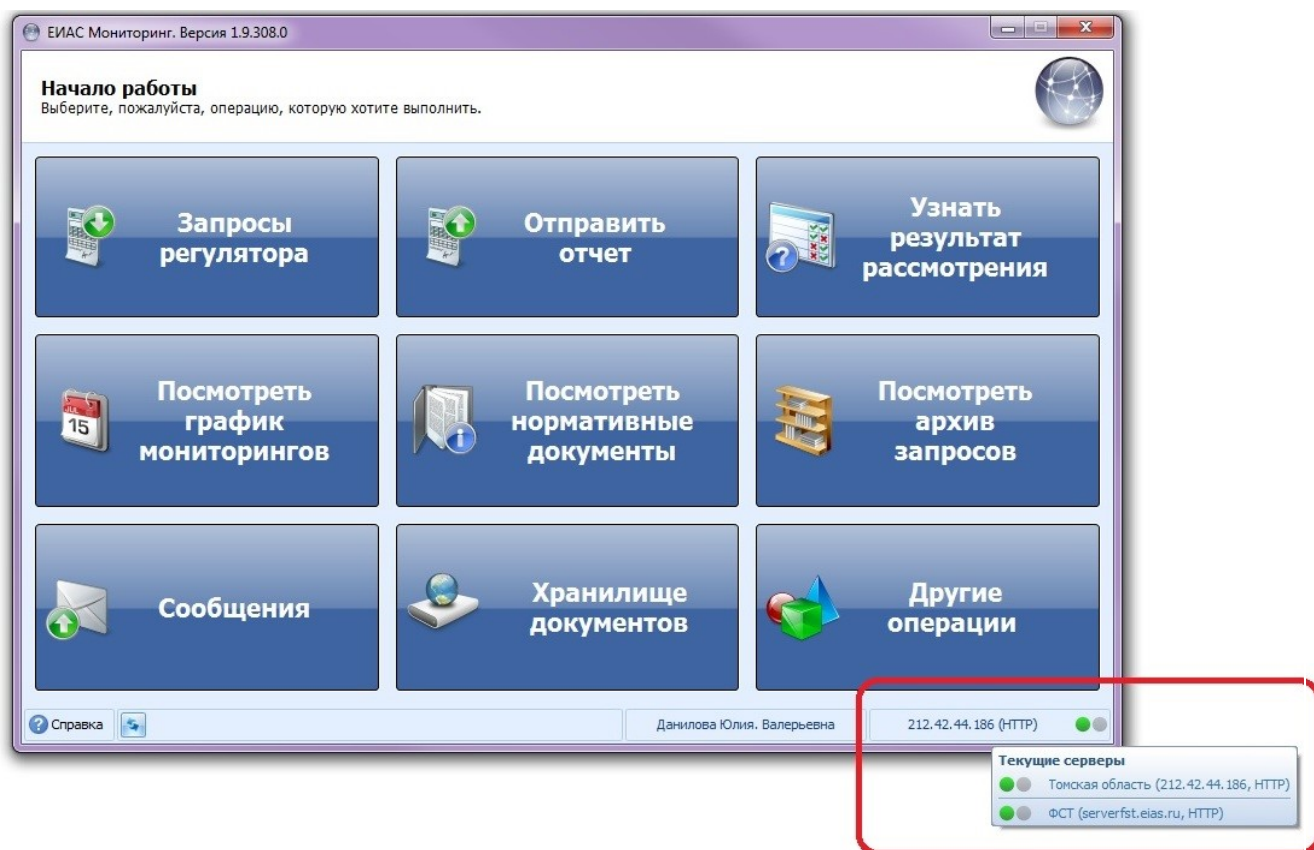 ЕИАС Мониторинг. Версия 1.9.308.0
Начало работы
Выберите, пожалуйста, операцию, которую хотите выполнить.
Запросы
регулятора
Отправить
отчет
Узнать
результат
рассмотрения
Посмотреть
график
мониторингов
JUL
15
Посмотреть
нормативные
документы
Посмотреть
архив
запросов
Сообщения
Хранилище
документов
Другие
операции
Справка
Данилова Юлия. Валерьевна
212.42.44.186 (HTTP)
Текущие серверы
Томская область (212.42.44.186, HTTP)
ФСТ (serverfst.eias.ru, HTTP)